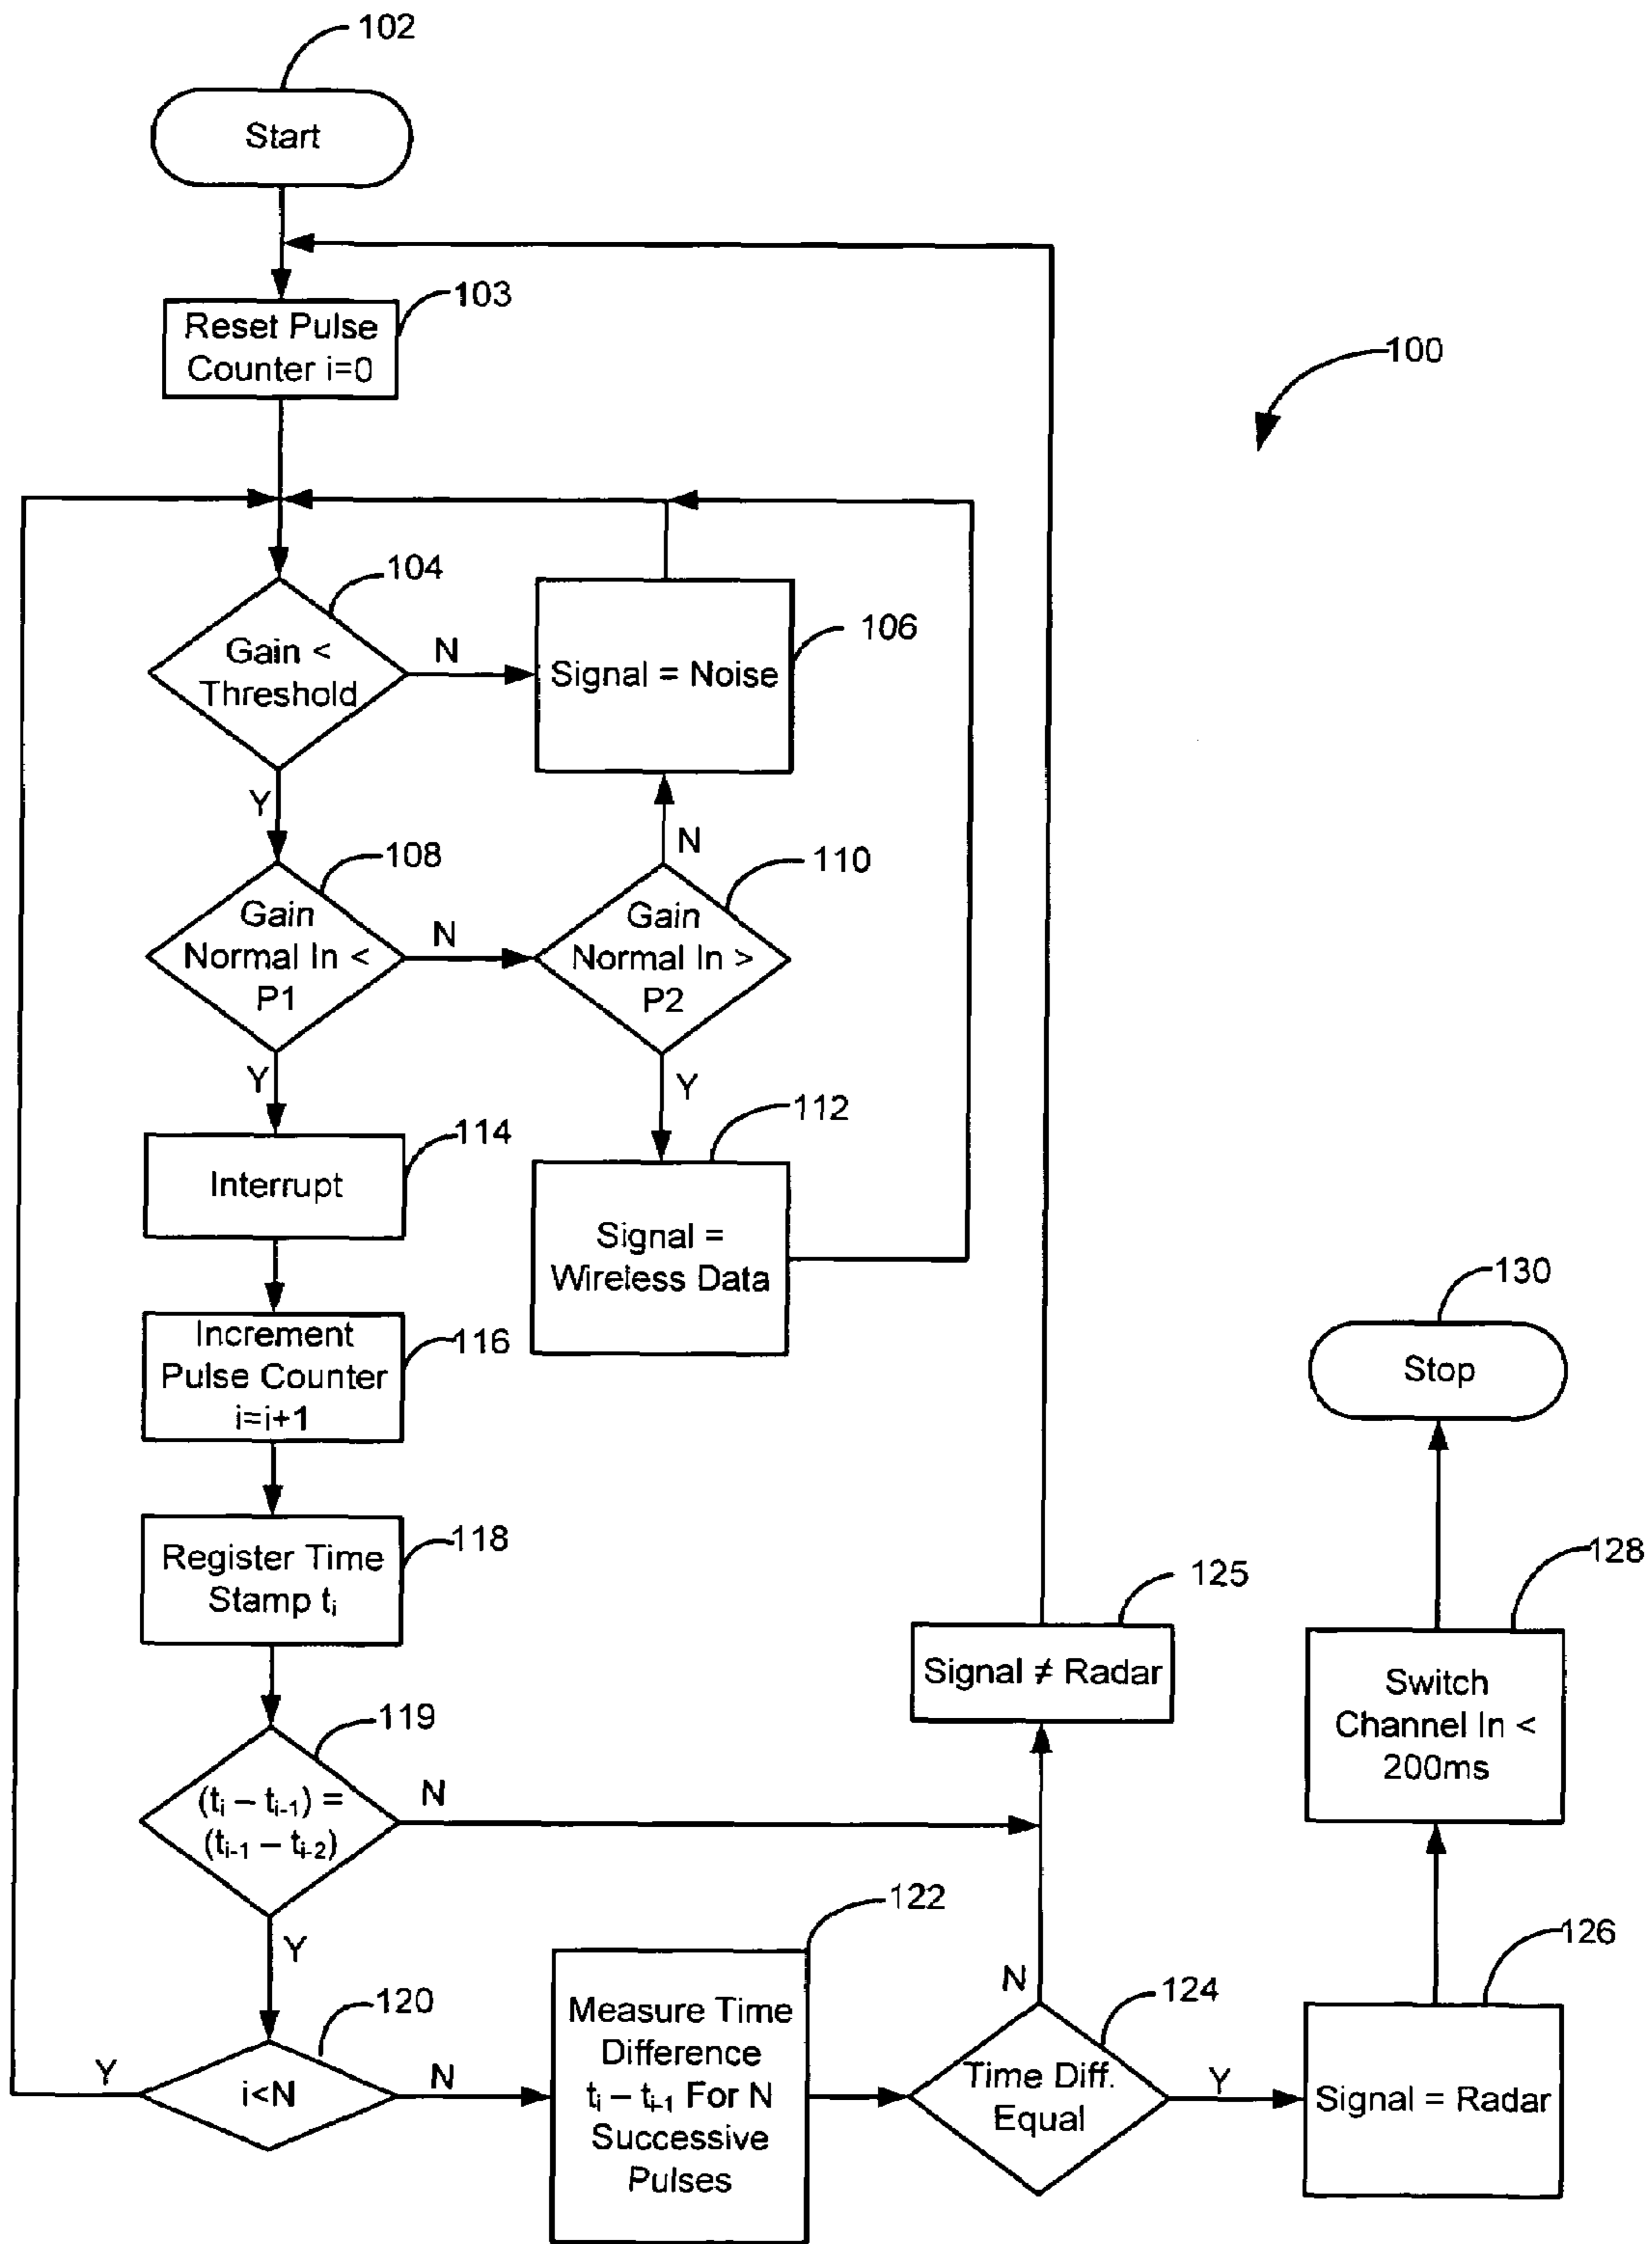 102
Start
103
Reset Pulse
Counter i=0
100
104
Gain <
Threshold
N
Y
106
Signal = Noise
108
Gain
Normal In <
P1
N
Y
110
Gain
Normal In >
P2
N
Y
112
Signal =
Wireless Data
114
Interrupt
116
Increment
Pulse Counter
i=i+1
118
Register Time
Stamp tᵢ
119
(tᵢ – tᵢ₋₁) =
(tᵢ₋₁ – tᵢ₋₂)
N
Y
120
i<N
Y
N
122
Measure Time
Difference
tᵢ – tᵢ₋₁ For N
Successive
Pulses
124
Time Diff.
Equal
N
Y
125
Signal ≠ Radar
126
Signal = Radar
128
Switch
Channel In <
200ms
130
Stop